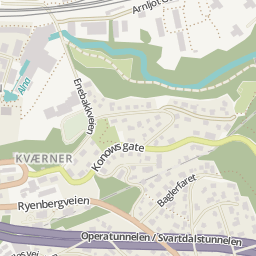 Arnljot G
Alna
Enebakkveien
KVÆRNER
Konows gate
Baglerfaret
Ryenbergveien
Operatunnelen / Svartdalstunnelen